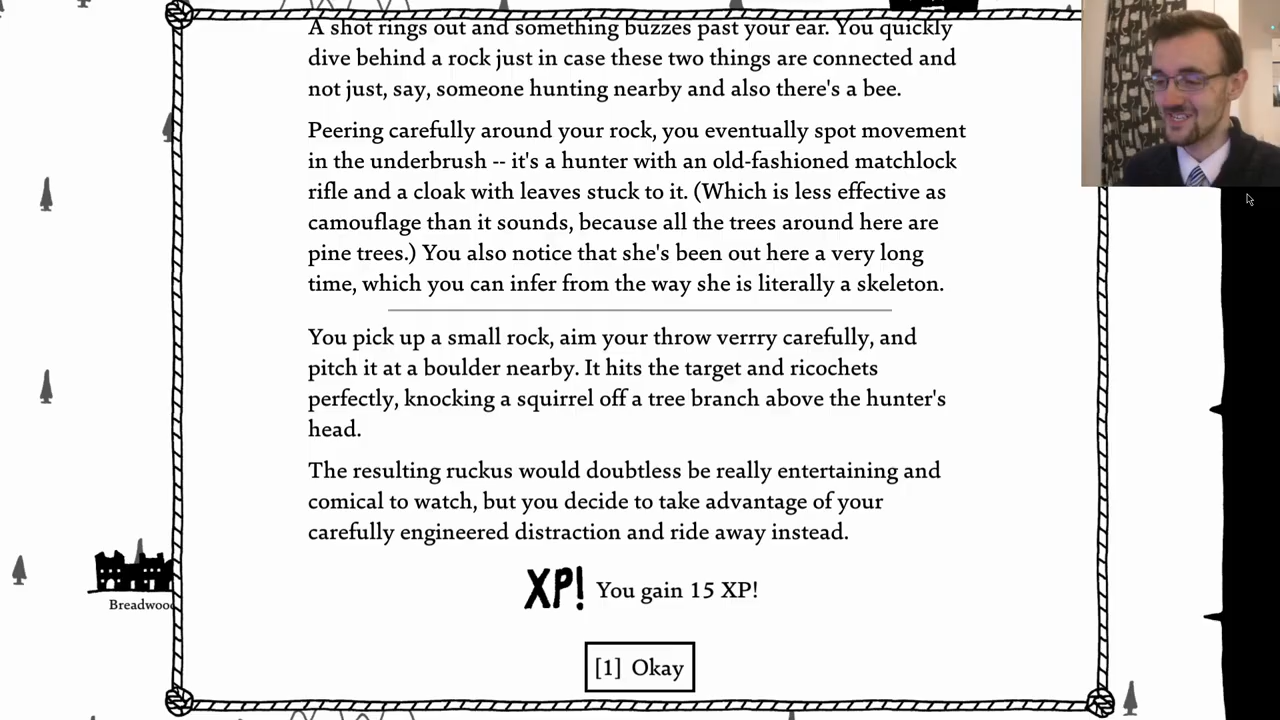 A shot rings out and something buzzes past your ear. You quickly
dive behind a rock just in case these two things are connected and
not just, say, someone hunting nearby and also there's a bee.
Peering carefully around your rock, you eventually spot movement
in the underbrush -- it's a hunter with an old-fashioned matchlock
rifle and a cloak with leaves stuck to it. (Which is less effective as
camouflage than it sounds, because all the trees around here are
pine trees.) You also notice that she's been out here a very long
time, which you can infer from the way she is literally a skeleton.
You pick up a small rock, aim your throw verrry carefully, and
pitch it at a boulder nearby. It hits the target and ricochets
perfectly, knocking a squirrel off a tree branch above the hunter's
head.
The resulting ruckus would doubtless be really entertaining and
comical to watch, but you decide to take advantage of your
carefully engineered distraction and ride away instead.
XP! You gain 15 XP!
Breadwoo
[1] Okay